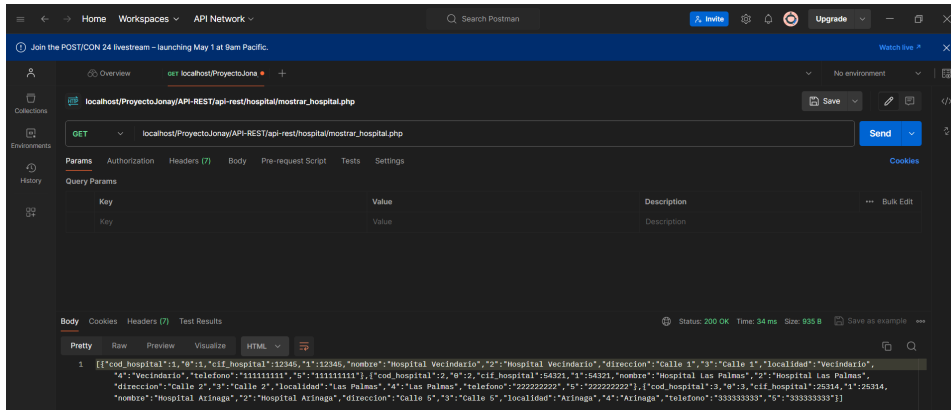 Home Workspaces API Network Search Postman Invite Upgrade
Join the POST/CON 24 livestream – launching May 1 at 9am Pacific. Watch live
Overview GET localhost/ProyectoJona No environment
Collections
localhost/ProyectoJonay/API-REST/api-rest/hospital/mostrar_hospital.php Save
GET localhost/ProyectoJonay/API-REST/api-rest/hospital/mostrar_hospital.php Send
Environments
Params Authorization Headers (7) Body Pre-request Script Tests Settings Cookies
History
Query Params
Key Value Description Bulk Edit
Key Value Description
Body Cookies Headers (7) Test Results Status: 200 OK Time: 34 ms Size: 935 B Save as example
Pretty Raw Preview Visualize HTML
1 [{"cod_hospital":1,"0":1,"cif_hospital":12345,"1":12345,"nombre":"Hospital Vecindario","2":"Hospital Vecindario","direccion":"Calle 1","3":"Calle 1","localidad":"Vecindario",
"4":"Vecindario","telefono":"111111111","5":"111111111"},{"cod_hospital":2,"0":2,"cif_hospital":54321,"1":54321,"nombre":"Hospital Las Palmas","2":"Hospital Las Palmas",
"direccion":"Calle 2","3":"Calle 2","localidad":"Las Palmas","4":"Las Palmas","telefono":"222222222","5":"222222222"},{"cod_hospital":3,"0":3,"cif_hospital":25314,"1":25314,
"nombre":"Hospital Arinaga","2":"Hospital Arinaga","direccion":"Calle 5","3":"Calle 5","localidad":"Arinaga","4":"Arinaga","telefono":"333333333","5":"333333333"}]